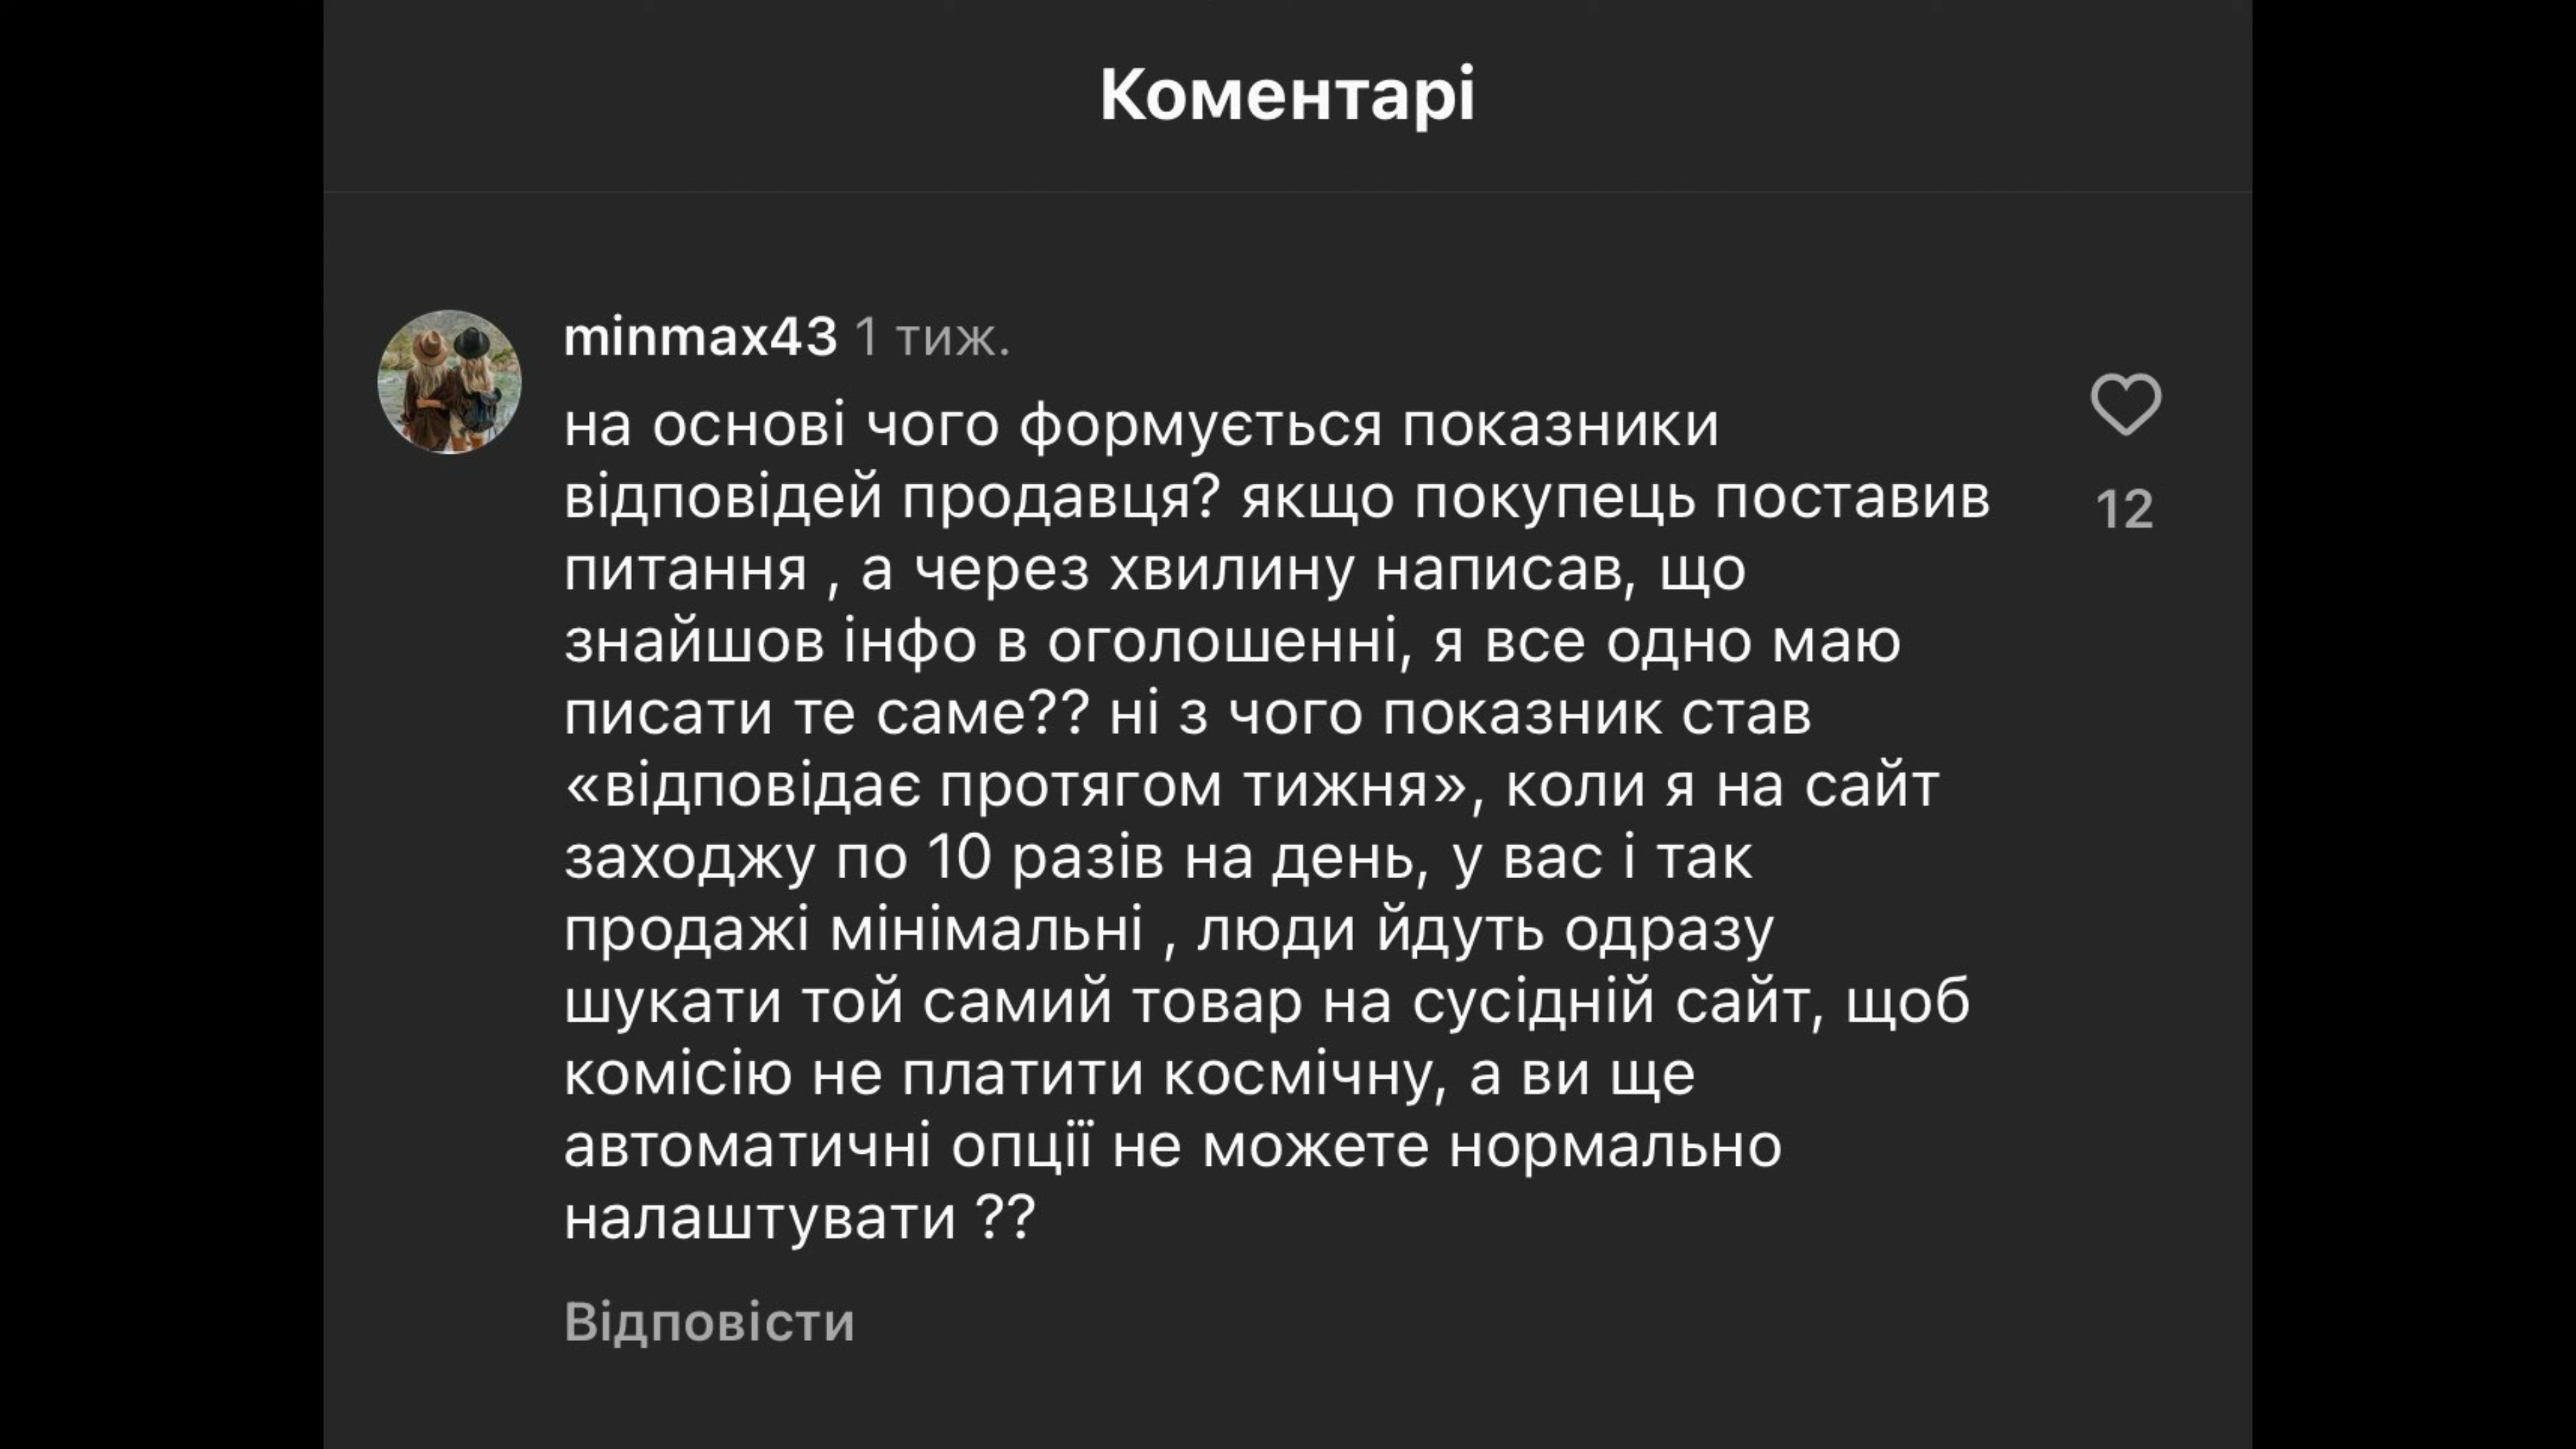 Коментарі
minmax43 1 тиж.
на основі чого формується показники
відповідей продавця? якщо покупець поставив
питання , а через хвилину написав, що
знайшов інфо в оголошенні, я все одно маю
писати те саме?? ні з чого показник став
«відповідає протягом тижня», коли я на сайт
заходжу по 10 разів на день, у вас і так
продажі мінімальні , люди йдуть одразу
шукати той самий товар на сусідній сайт, щоб
комісію не платити космічну, а ви ще
автоматичні опції не можете нормально
налаштувати ??
12
Відповісти